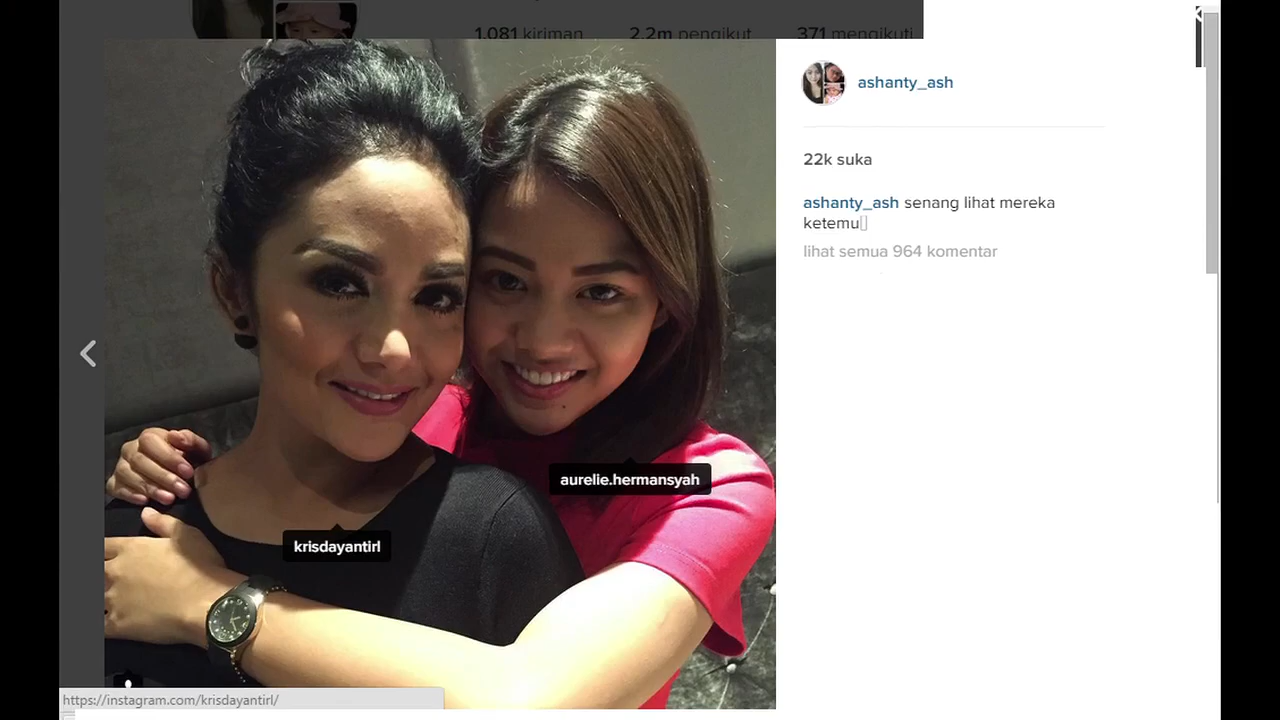 1,081 kiriman 2.2m pengikut 371 mengikuti
ashanty_ash
22k suka
ashanty_ash senang lihat mereka
ketemu
lihat semua 964 komentar
aurelie.hermansyah
krisdayantirl
https://instagram.com/krisdayantirl/